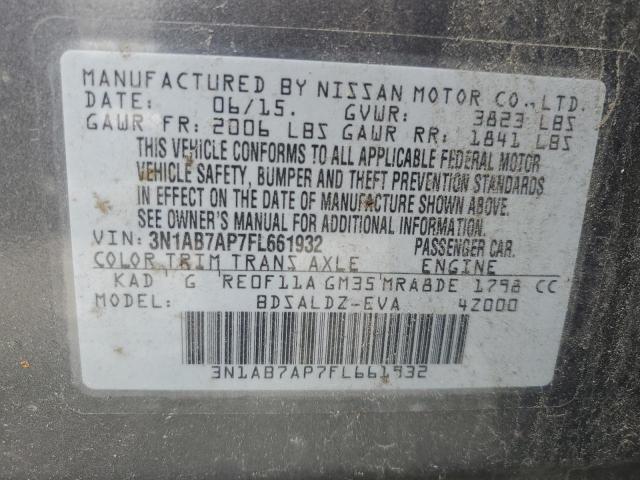 MANUFACTURED BY NISSAN MOTOR CO., LTD.
DATE: 06/15. GVWR: 3823 LBS
GAWR FR: 2006 LBS GAWR RR: 1841 LBS
THIS VEHICLE CONFORMS TO ALL APPLICABLE FEDERAL MOTOR
VEHICLE SAFETY, BUMPER AND THEFT PREVENTION STANDARDS
IN EFFECT ON THE DATE OF MANUFACTURE SHOWN ABOVE.
SEE OWNER'S MANUAL FOR ADDITIONAL INFORMATION.
VIN: 3N1AB7AP7FL661932 PASSENGER CAR.
COLOR TRIM TRANS AXLE ENGINE
KAD G RE0F11A GM35 MRA8DE 1798 CC
MODEL: BDSALDZ-EVA 4Z000
3N1AB7AP7FL661932